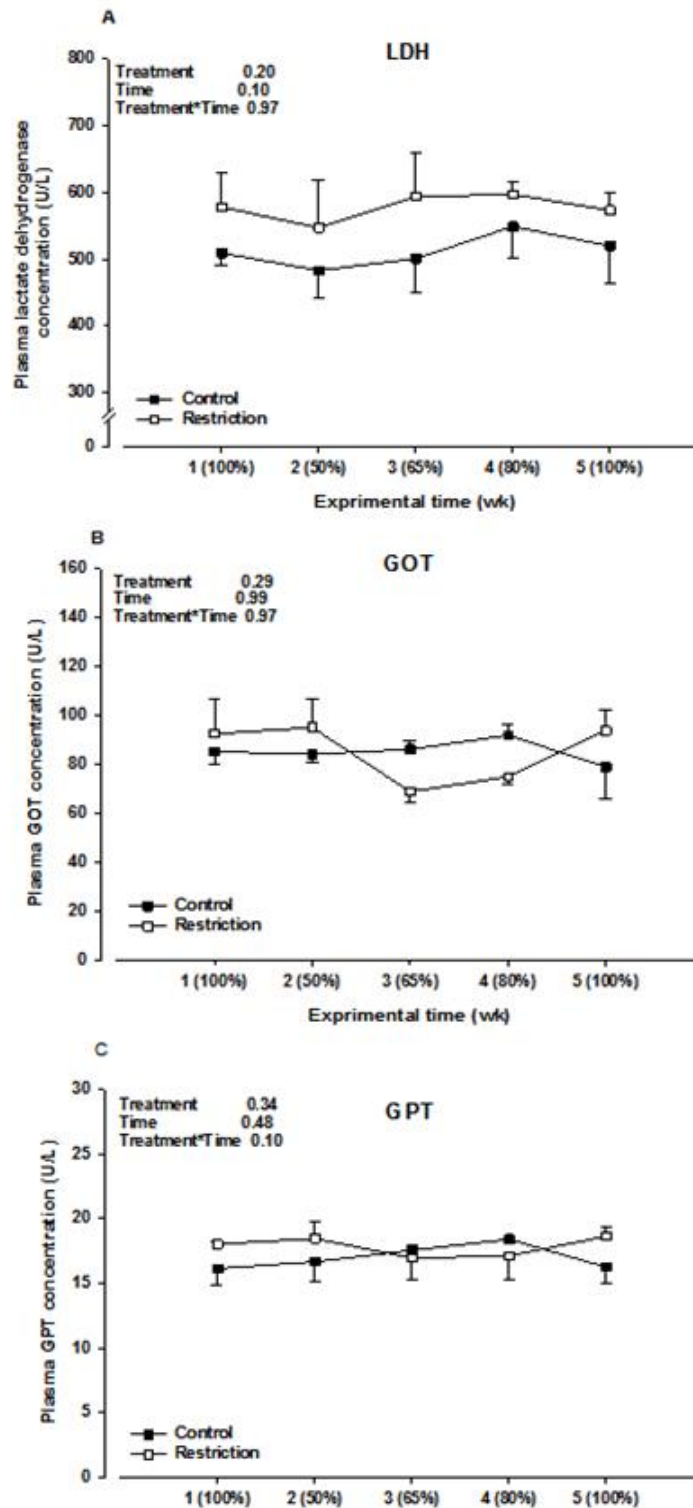 A
LDH
Treatment 0.20
Time 0.10
Treatment*Time 0.97
Plasma lactate dehydrogenase
concentration (U/L)
800
700
600
500
400
300
0
Control
Restriction
1 (100%) 2 (50%) 3 (65%) 4 (80%) 5 (100%)
Exprimental time (wk)
B
GOT
Treatment 0.29
Time 0.99
Treatment*Time 0.97
Plasma GOT concentration (U/L)
160
140
120
100
80
60
40
20
0
Control
Restriction
1 (100%) 2 (50%) 3 (65%) 4 (80%) 5 (100%)
Exprimental time (wk)
C
GPT
Treatment 0.34
Time 0.48
Treatment*Time 0.10
Plasma GPT concentration (U/L)
30
25
20
15
10
5
0
Control
Restriction
1 (100%) 2 (50%) 3 (65%) 4 (80%) 5 (100%)